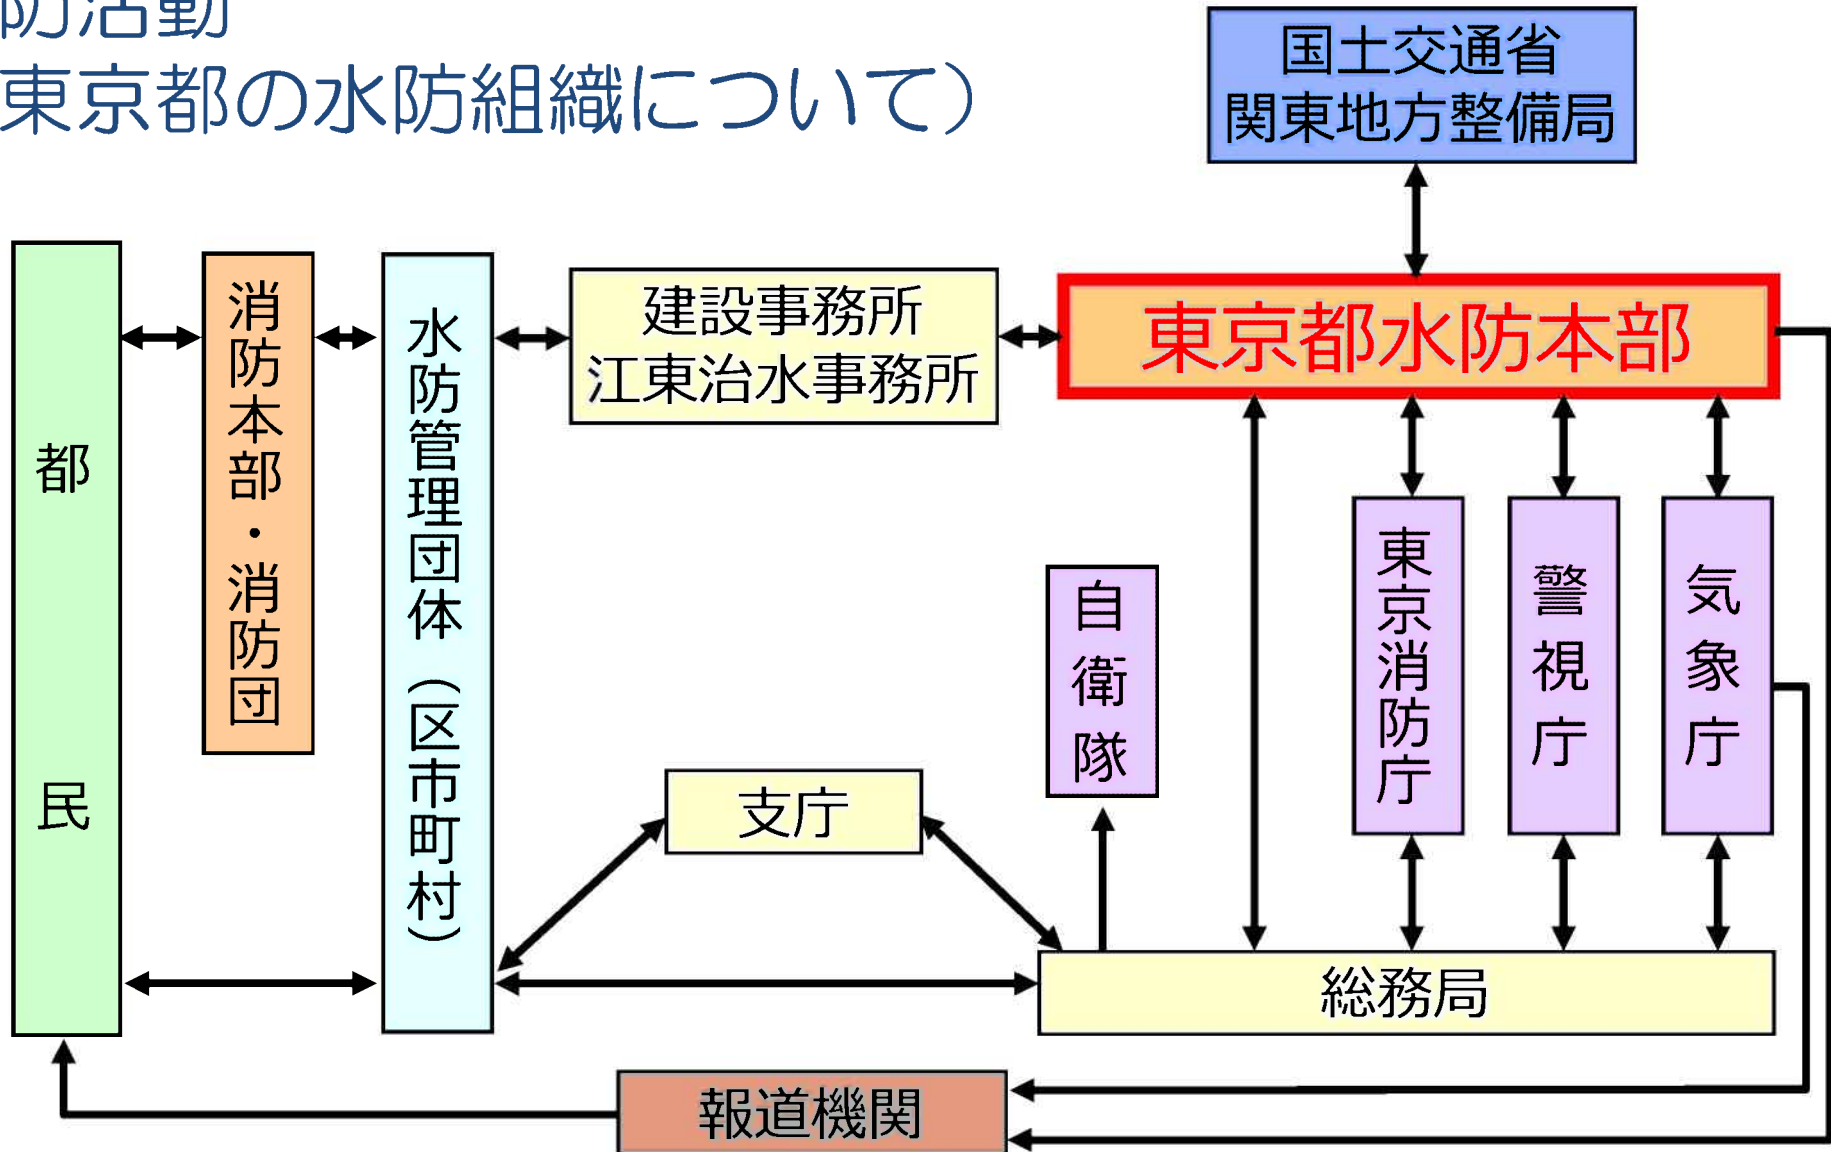 防活動
東京都の水防組織について）
国土交通省
関東地方整備局
都民
消防本部・消防団
水防管理団体（区市町村）
建設事務所
江東治水事務所
東京都水防本部
自衛隊
東京消防庁
警視庁
気象庁
支庁
総務局
報道機関